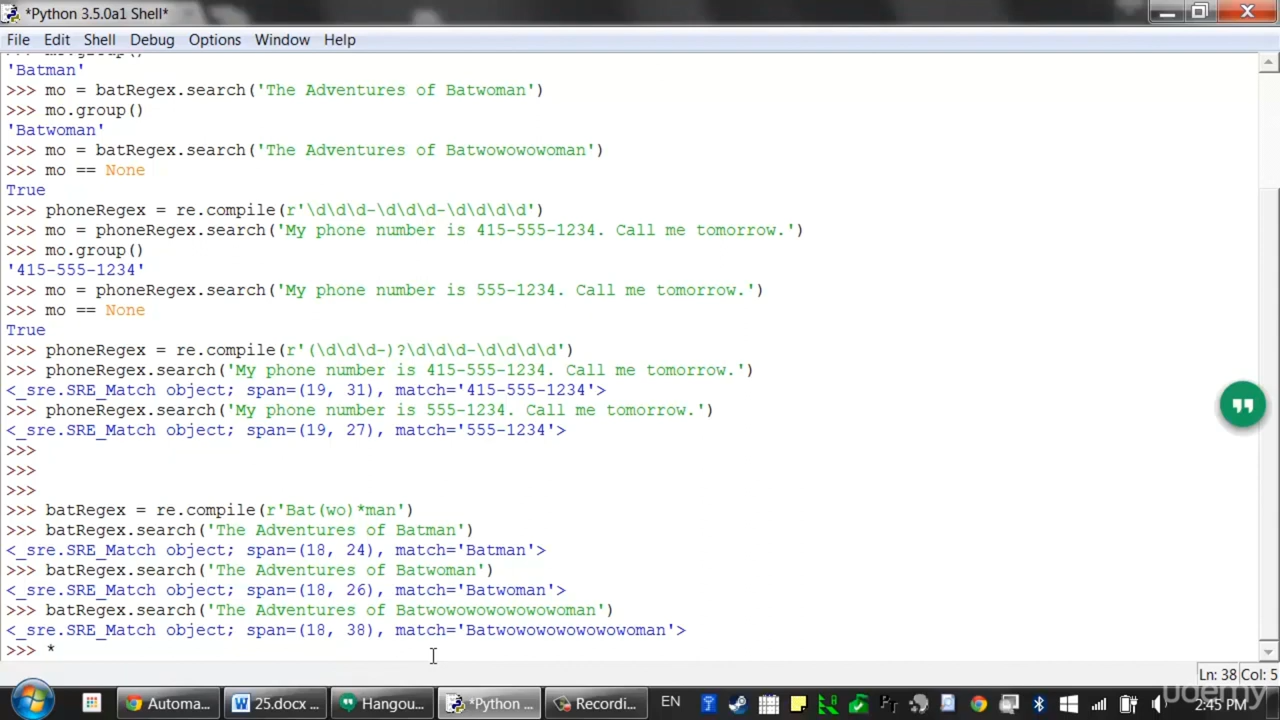 *Python 3.5.0a1 Shell*
File Edit Shell Debug Options Window Help
>>> mo.group()
'Batman'
>>> mo = batRegex.search('The Adventures of Batwoman')
>>> mo.group()
'Batwoman'
>>> mo = batRegex.search('The Adventures of Batwowowowoman')
>>> mo == None
True
>>> phoneRegex = re.compile(r'\d\d\d-\d\d\d-\d\d\d\d')
>>> mo = phoneRegex.search('My phone number is 415-555-1234. Call me tomorrow.')
>>> mo.group()
'415-555-1234'
>>> mo = phoneRegex.search('My phone number is 555-1234. Call me tomorrow.')
>>> mo == None
True
>>> phoneRegex = re.compile(r'(\d\d\d-)?\d\d\d-\d\d\d\d')
>>> phoneRegex.search('My phone number is 415-555-1234. Call me tomorrow.')
<_sre.SRE_Match object; span=(19, 31), match='415-555-1234'>
>>> phoneRegex.search('My phone number is 555-1234. Call me tomorrow.')
<_sre.SRE_Match object; span=(19, 27), match='555-1234'>
>>>
>>>
>>>
>>> batRegex = re.compile(r'Bat(wo)*man')
>>> batRegex.search('The Adventures of Batman')
<_sre.SRE_Match object; span=(18, 24), match='Batman'>
>>> batRegex.search('The Adventures of Batwoman')
<_sre.SRE_Match object; span=(18, 26), match='Batwoman'>
>>> batRegex.search('The Adventures of Batwowowowowowowoman')
<_sre.SRE_Match object; span=(18, 38), match='Batwowowowowowowoman'>
>>> *
Ln: 38 Col: 5
Automa... 25.docx ... Hangou... *Python ... Recordi... EN 2:45 PM
udemy